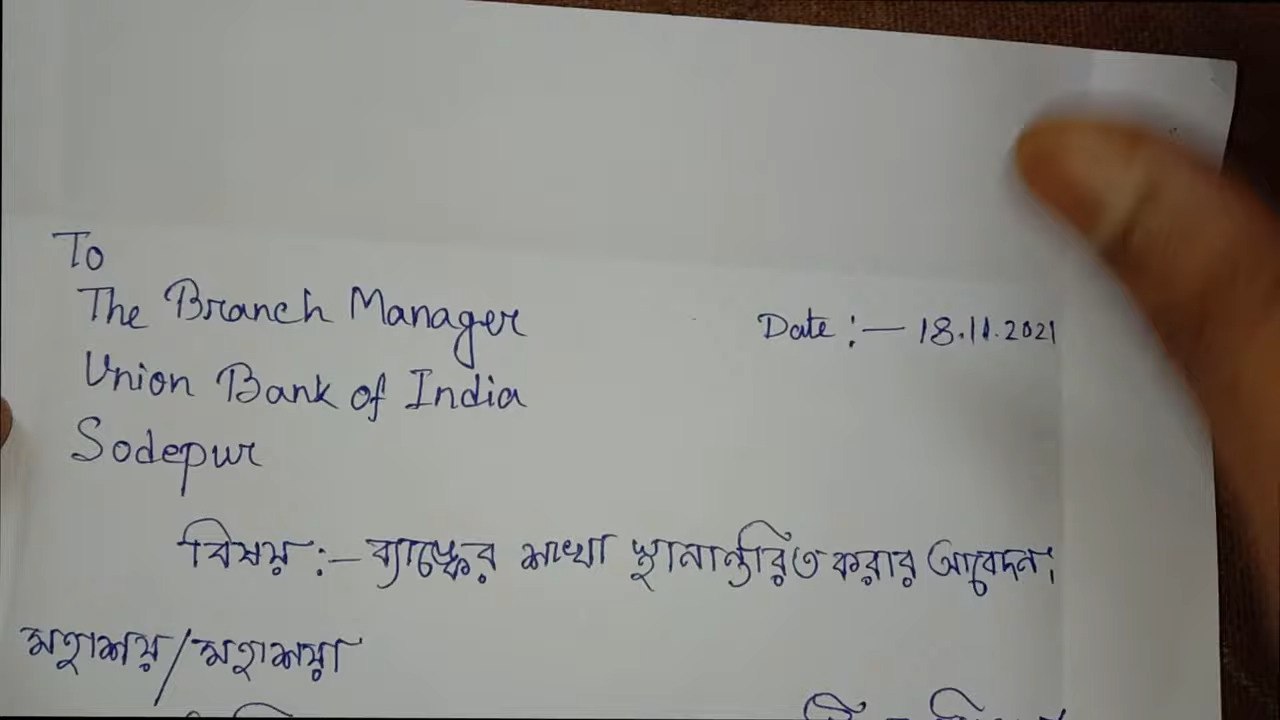 To
The Branch Manager
Date :— 18.11.2021
Union Bank of India
Sodepur
বিষয় :— ব্যাঙ্কের শাখা স্থানান্তরিত করার আবেদন।
মহাশয়/মহাশয়া